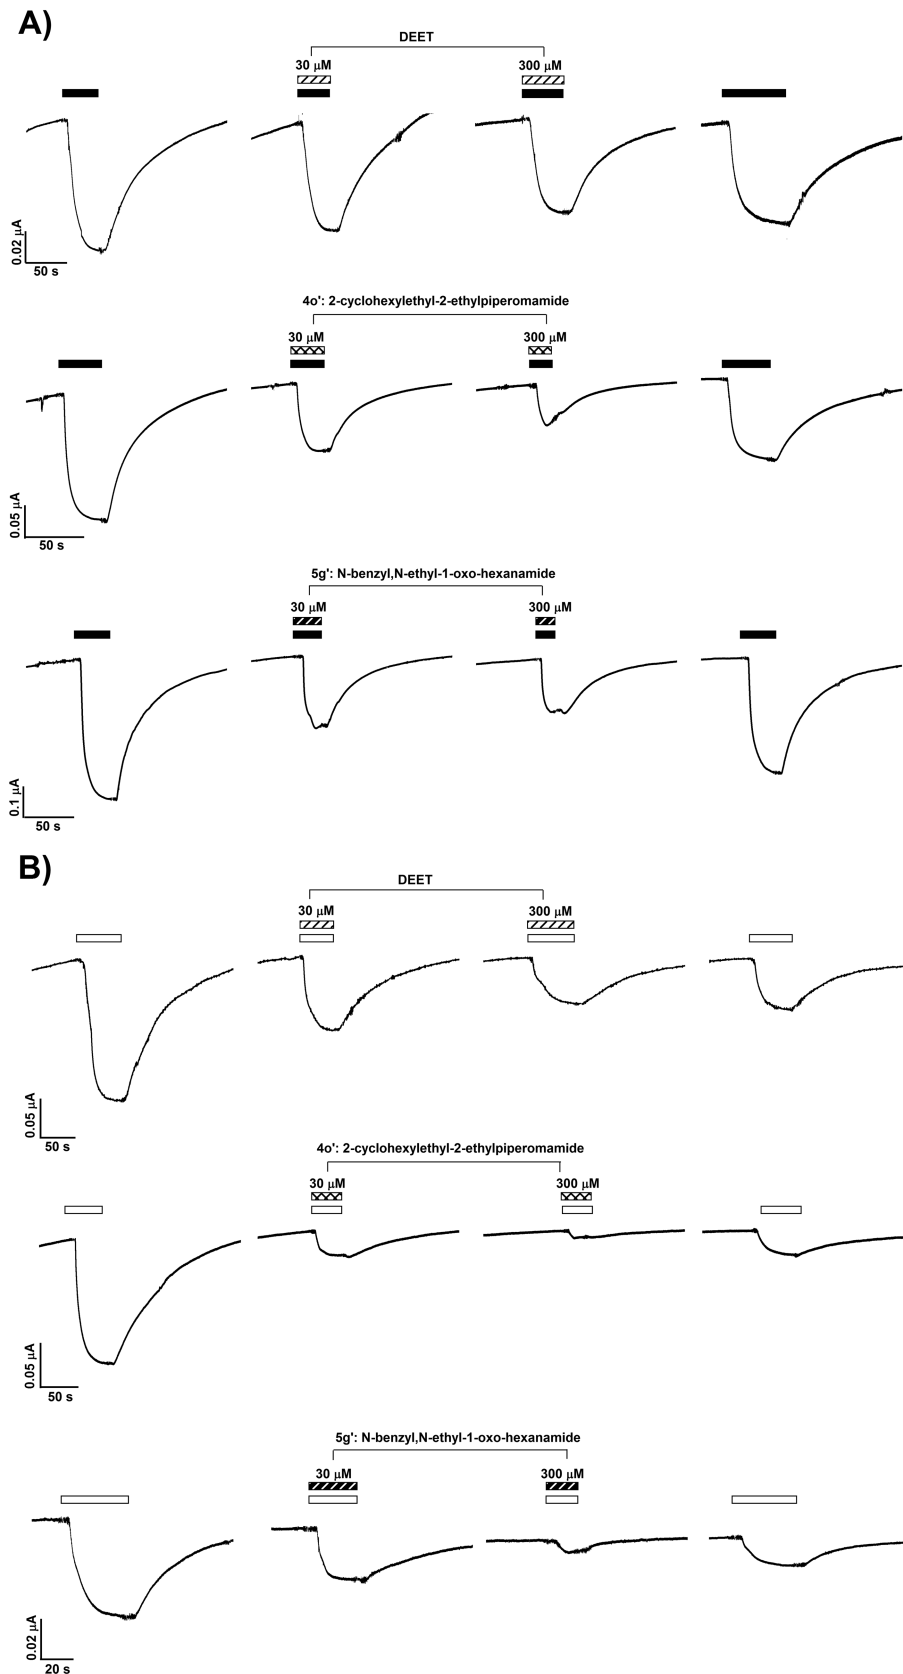 A)
DEET
30 μM 300 μM
0.02 μA
50 s
4o': 2-cyclohexylethyl-2-ethylpiperomamide
30 μM 300 μM
0.05 μA
50 s
5g': N-benzyl,N-ethyl-1-oxo-hexanamide
30 μM 300 μM
0.1 μA
50 s
B)
DEET
30 μM 300 μM
0.05 μA
50 s
4o': 2-cyclohexylethyl-2-ethylpiperomamide
30 μM 300 μM
0.05 μA
50 s
5g': N-benzyl,N-ethyl-1-oxo-hexanamide
30 μM 300 μM
0.02 μA
20 s